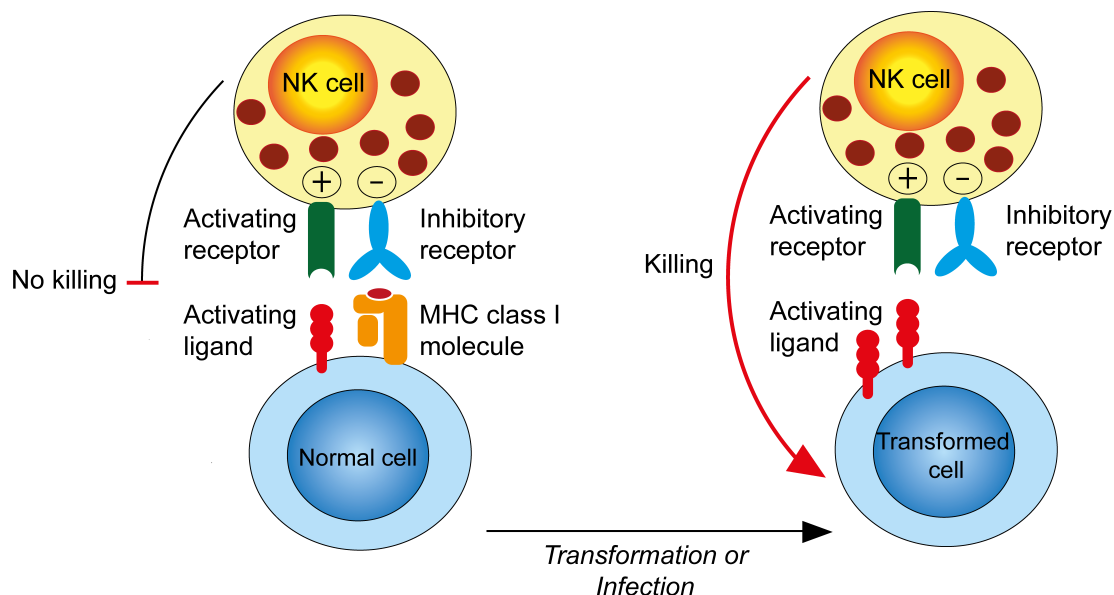 NK cell
+
−
Activating
receptor
Inhibitory
receptor
No killing
Activating
ligand
MHC class I
molecule
Normal cell
NK cell
+
−
Activating
receptor
Inhibitory
receptor
Killing
Activating
ligand
Transformed
cell
Transformation or
Infection